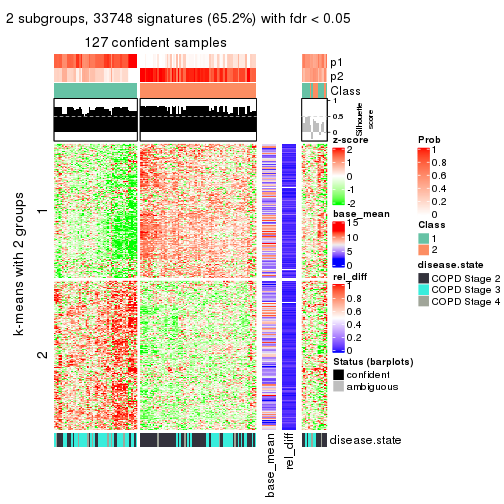 2 subgroups, 33748 signatures (65.2%) with fdr < 0.05
127 confident samples
p1
p2
Class
1
0.5
0
Silhouette
score
k-means with 2 groups
1
2
z-score
2
1
0
-1
-2
base_mean
15
10
5
0
rel_diff
1
0.8
0.6
0.4
0.2
0
Status (barplots)
confident
ambiguous
Prob
1
0.8
0.6
0.4
0.2
0
Class
1
2
disease.state
COPD Stage 2
COPD Stage 3
COPD Stage 4
disease.state
base_mean
rel_diff